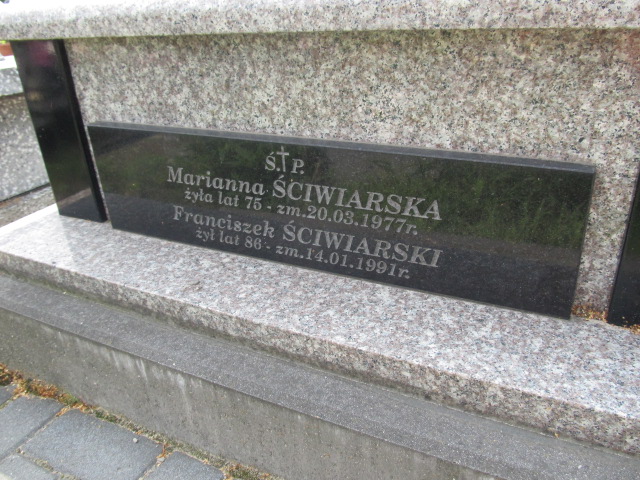 Ś.†P.
Marianna ŚCIWIARSKA
żyła lat 75 - zm.20.03.1977r.
Franciszek ŚCIWIARSKI
żył lat 86 - zm.14.01.1991r.